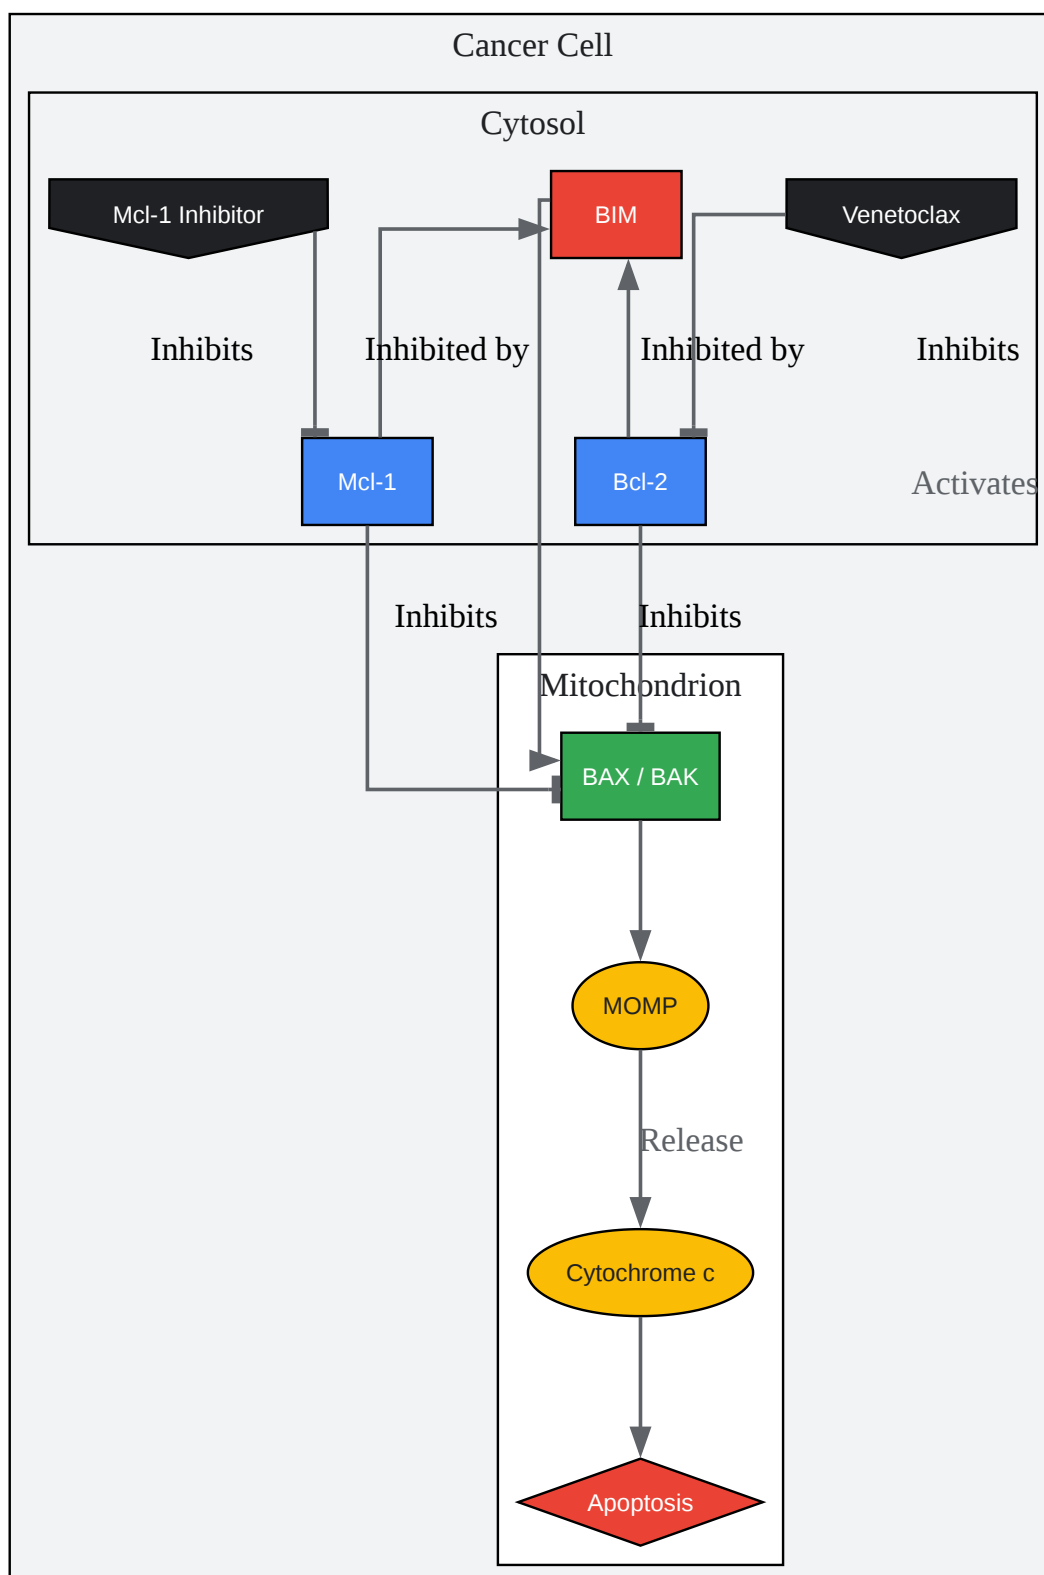 Cancer Cell
Cytosol
Mcl-1 Inhibitor
BIM
Venetoclax
Inhibits
Inhibited by
Inhibited by
Inhibits
Mcl-1
Bcl-2
Activates
Inhibits
Inhibits
Mitochondrion
BAX / BAK
MOMP
Release
Cytochrome c
Apoptosis